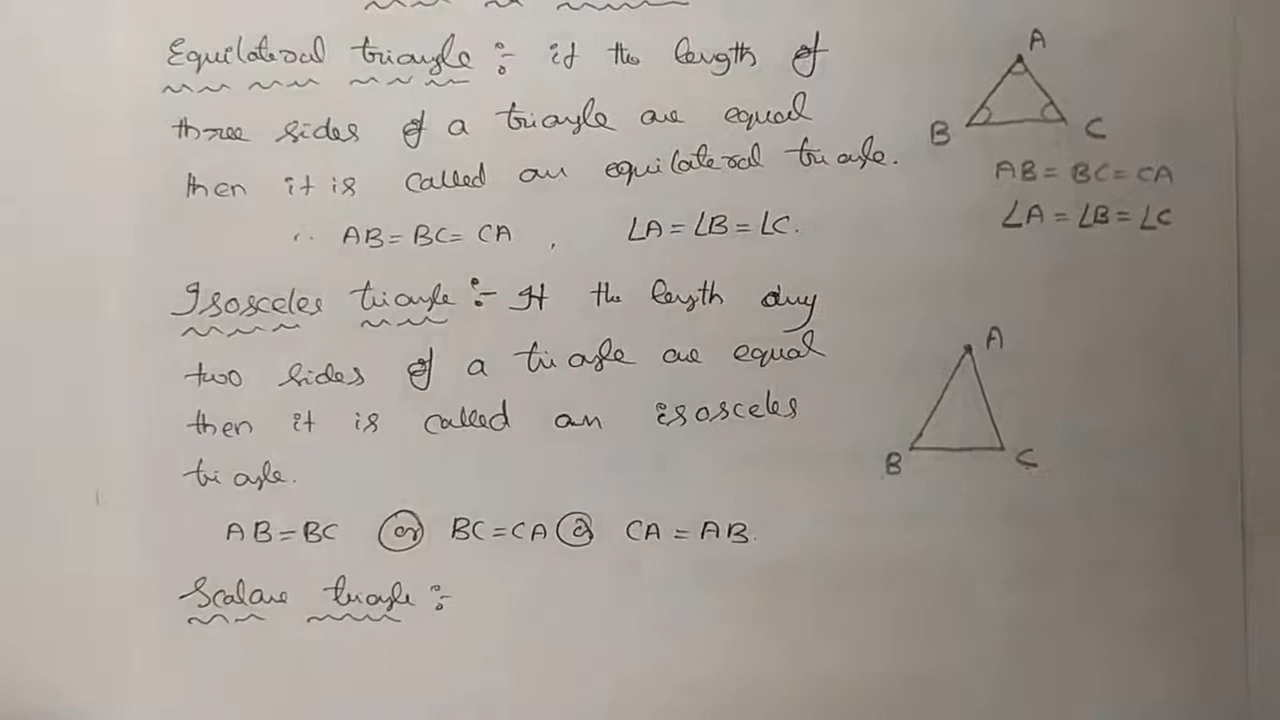 Equilateral triangle :- if the length of
three sides of a triangle are equal
then it is called an equilateral triangle.
∴ AB = BC = CA , ∠A = ∠B = ∠C.
A
B
C
AB = BC = CA
∠A = ∠B = ∠C
Isosceles triangle :- If the length any
two sides of a triangle are equal
then it is called an isosceles
triangle.
A
B
C
AB = BC or BC = CA or CA = AB.
Scalane triangle :-